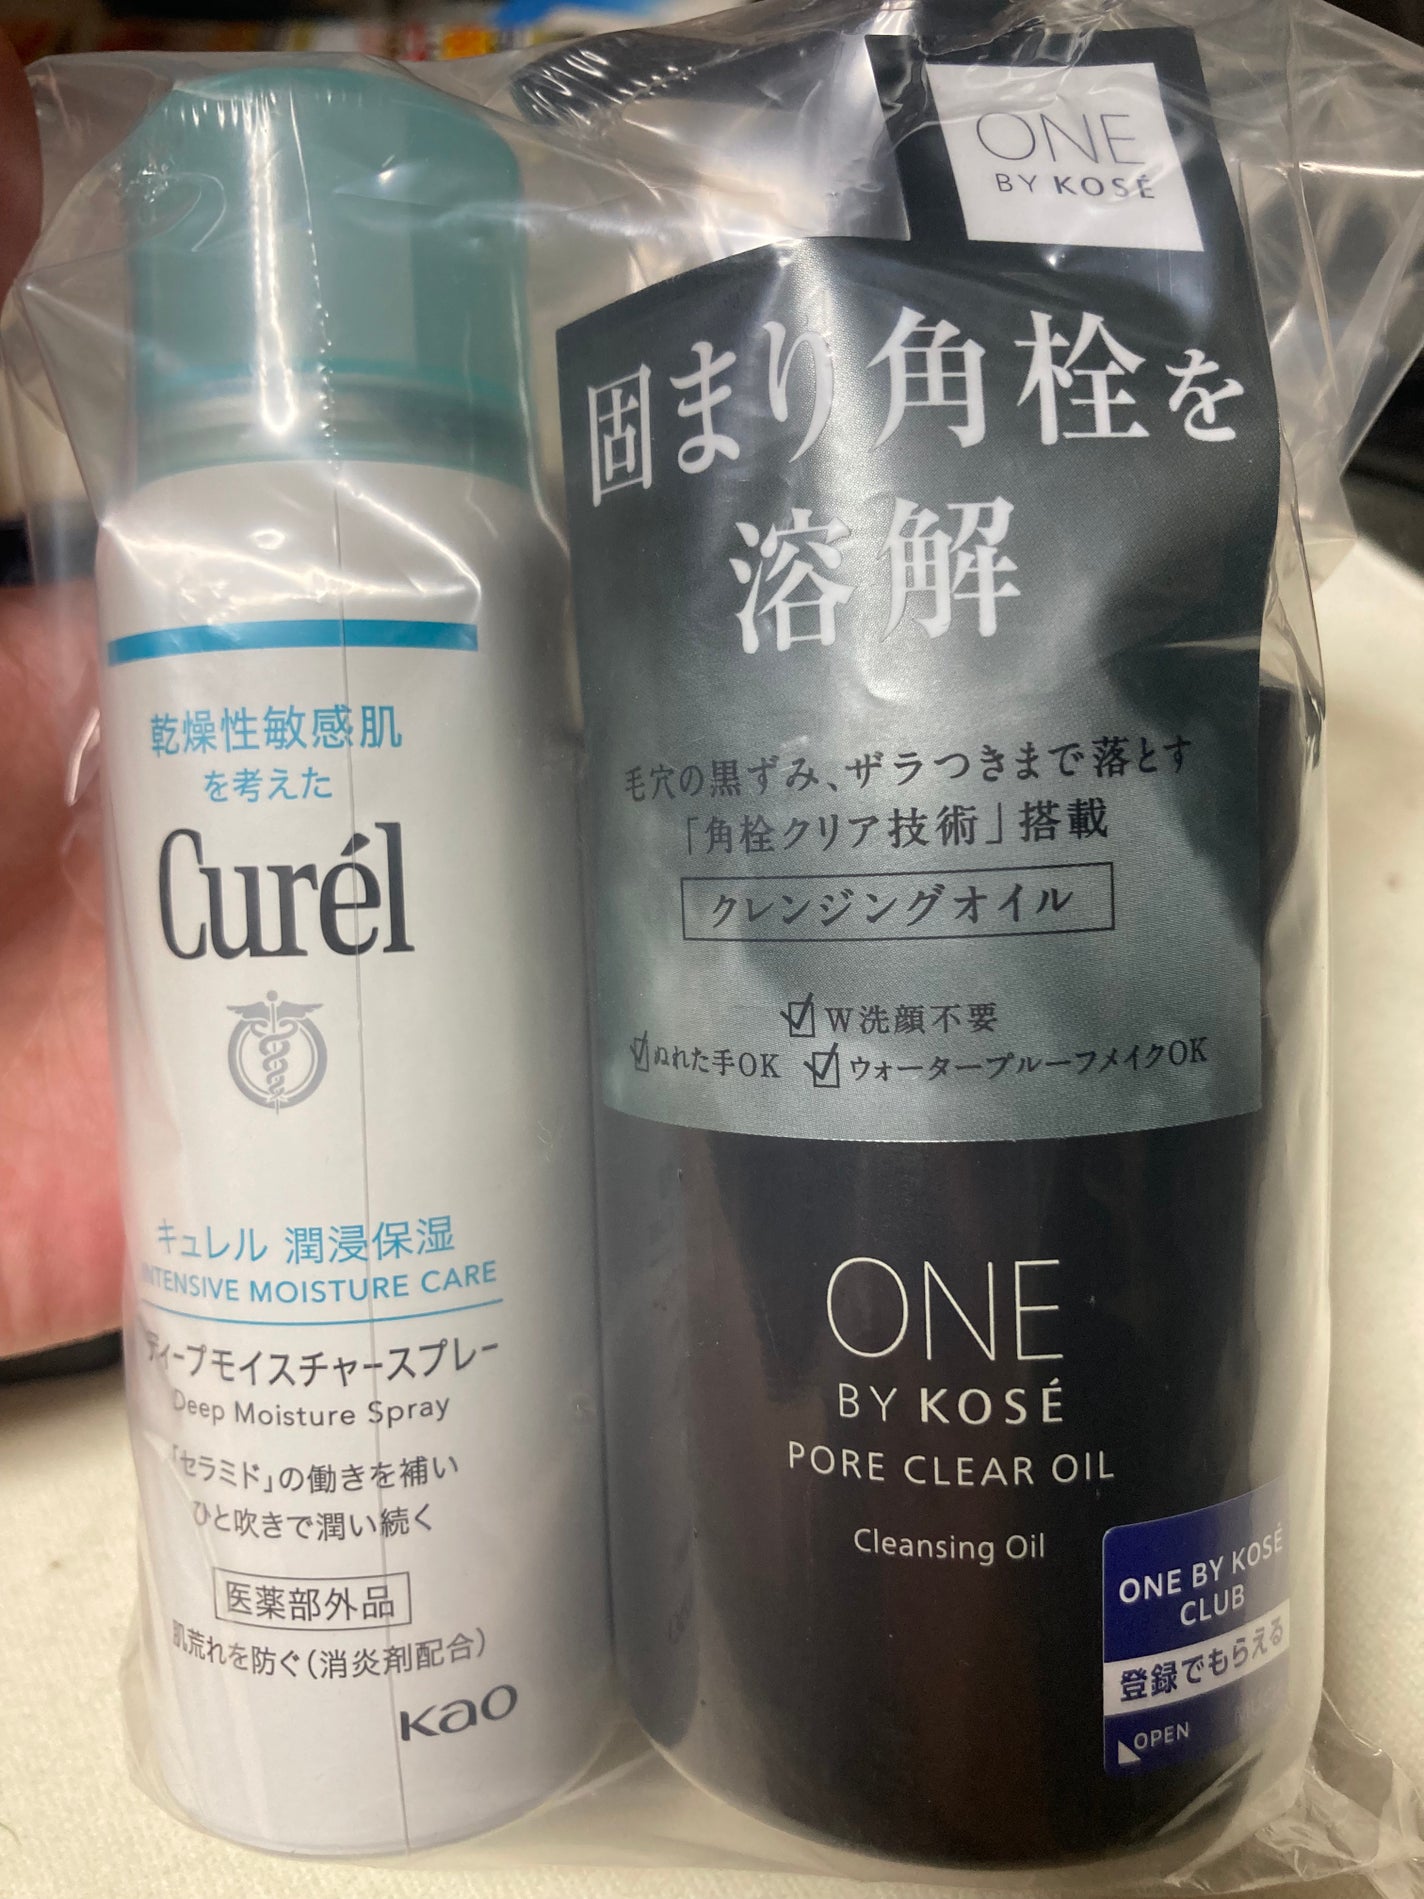 乾燥性敏感肌
を考えた
Curél
キュレル 潤浸保湿
INTENSIVE MOISTURE CARE
ディープモイスチャースプレー
Deep Moisture Spray
「セラミド」の働きを補い
ひと吹きで潤い続く
医薬部外品
肌荒れを防ぐ（消炎剤配合）
Kao
ONE
BY KOSÉ
固まり角栓を
溶解
毛穴の黒ずみ、ザラつきまで落とす
「角栓クリア技術」搭載
クレンジングオイル
W洗顔不要
ぬれた手OK ウォータープルーフメイクOK
ONE
BY KOSÉ
PORE CLEAR OIL
Cleansing Oil
ONE BY KOSÉ
CLUB
登録でもらえる
OPEN